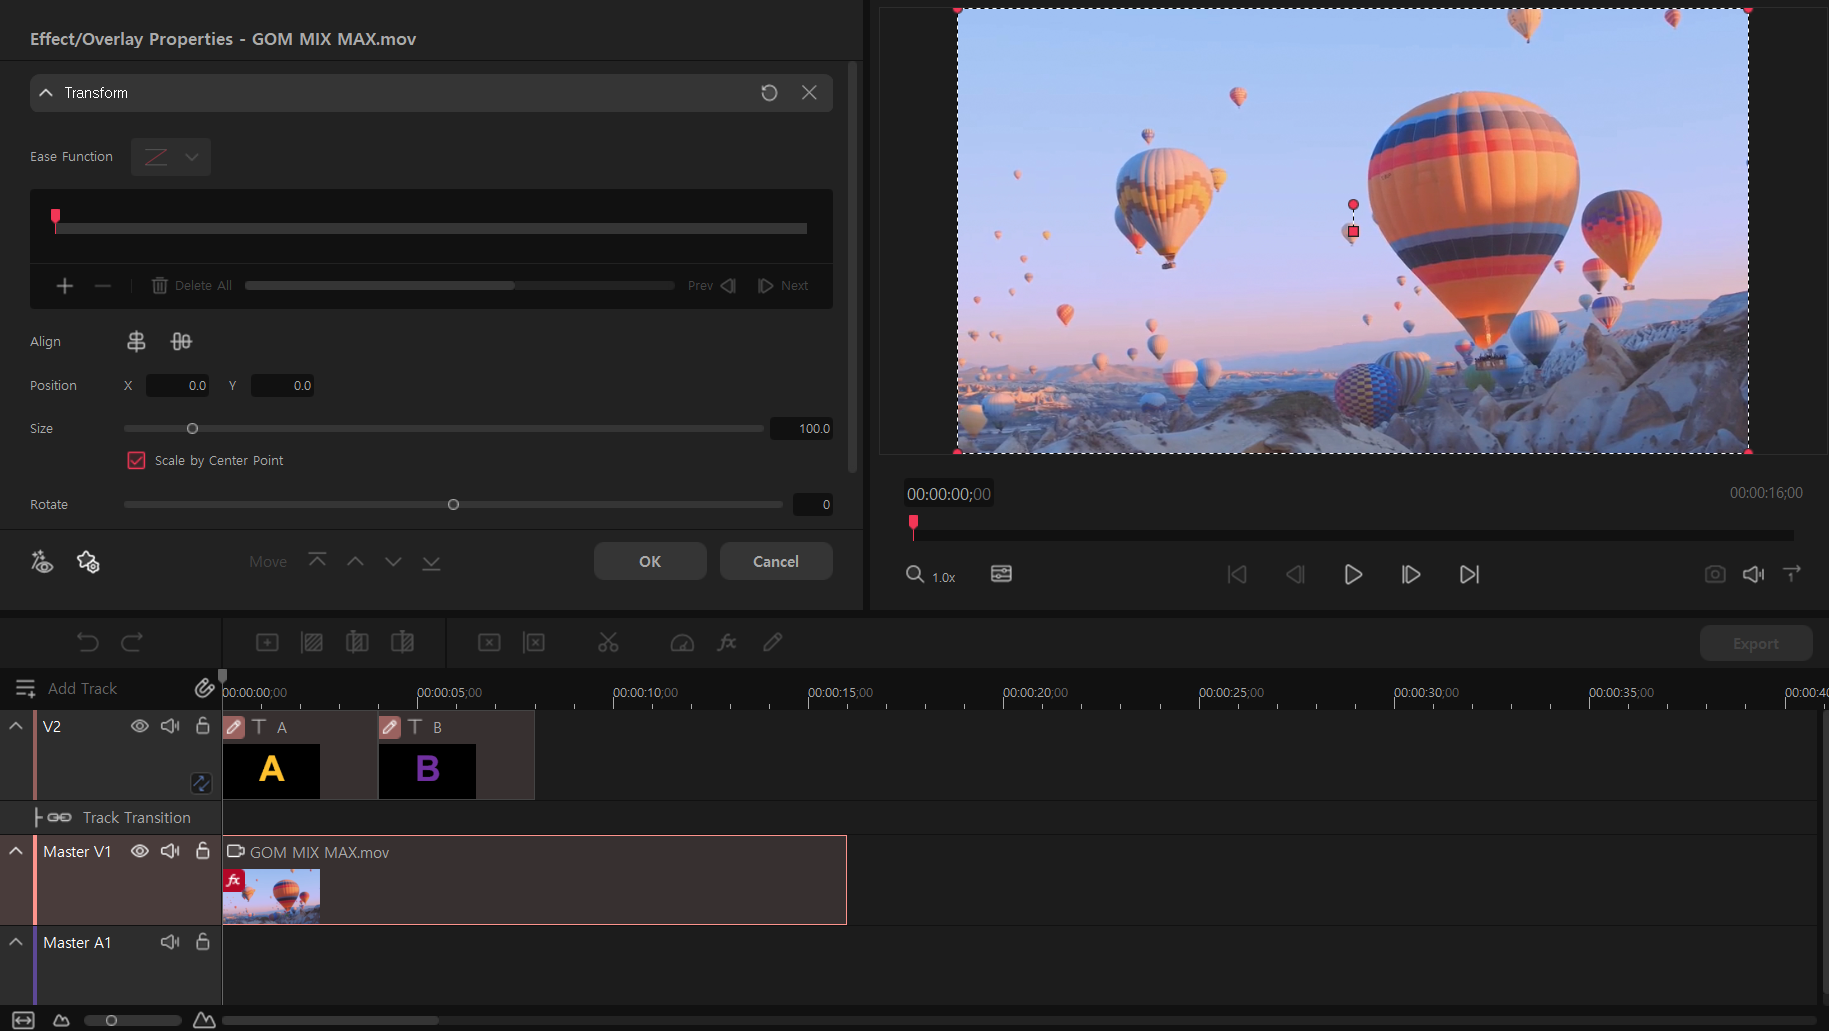 Effect/Overlay Properties - GOM MIX MAX.mov
Transform
Ease Function
Delete All
Prev
Next
Align
Position X 0.0 Y 0.0
Size 100.0
Scale by Center Point
Rotate 0
Move
OK
Cancel
00:00:00;00
00:00:16;00
1.0x
1
Export
Add Track
00:00:00;00 00:00:05;00 00:00:10;00 00:00:15;00 00:00:20;00 00:00:25;00 00:00:30;00 00:00:35;00 00:00:40
V2
T A
T B
A
B
Track Transition
Master V1
GOM MIX MAX.mov
fx
Master A1